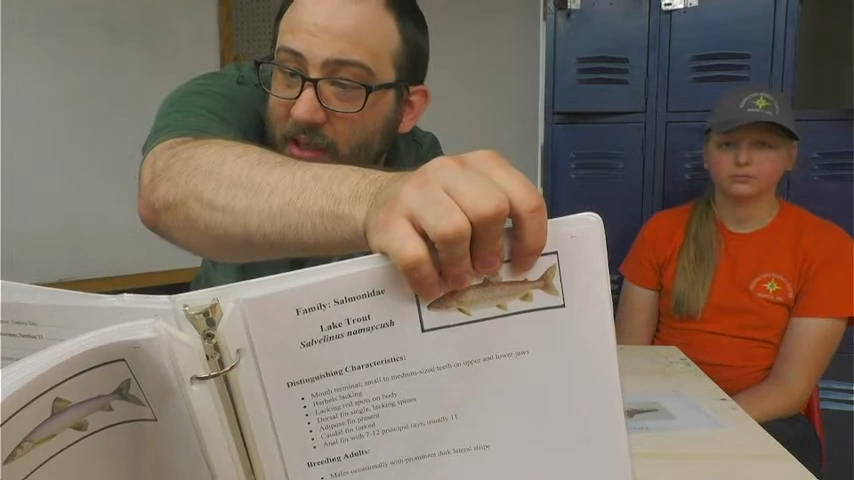 Family: Salmonidae
Lake Trout
Salvelinus namaycush
Distinguishing Characteristics:
• Mouth terminal; small to medium-sized teeth on upper and lower jaws
• Barbels lacking
• Lacking red spots on body
• Dorsal fin single, lacking spines
• Adipose fin present
• Caudal fin forked
• Anal fin with 7-12 principal rays, usually 11
Breeding Adults:
• Males occasionally with prominent dark lateral stripe